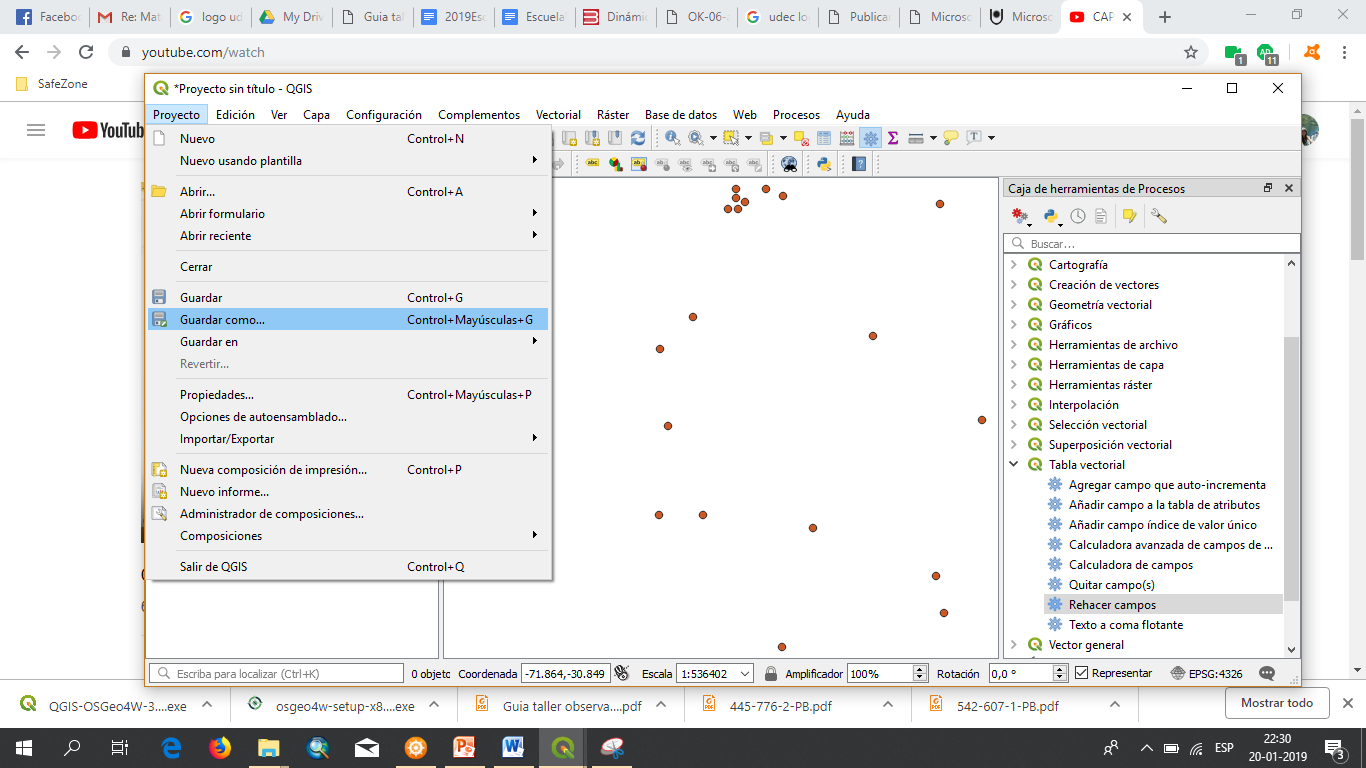 Facebo
Re: Mat
logo ud
My Driv
Guia tal
2019Esc
Escuela
Dinámi
OK-06-
udec lo
Publicar
Microso
Microso
CAP
youtube.com/watch
1
11
SafeZone
YouTub
*Proyecto sin título - QGIS
Proyecto Edición Ver Capa Configuración Complementos Vectorial Ráster Base de datos Web Procesos Ayuda
Nuevo Control+N
Nuevo usando plantilla
Abrir... Control+A
Abrir formulario
Abrir reciente
Cerrar
Guardar Control+G
Guardar como... Control+Mayúsculas+G
Guardar en
Revertir...
Propiedades... Control+Mayúsculas+P
Opciones de autoensamblado...
Importar/Exportar
Nueva composición de impresión... Control+P
Nuevo informe...
Administrador de composiciones...
Composiciones
Salir de QGIS Control+Q
Caja de herramientas de Procesos
Buscar...
Cartografía
Creación de vectores
Geometría vectorial
Gráficos
Herramientas de archivo
Herramientas de capa
Herramientas ráster
Interpolación
Selección vectorial
Superposición vectorial
Tabla vectorial
Agregar campo que auto-incrementa
Añadir campo a la tabla de atributos
Añadir campo índice de valor único
Calculadora avanzada de campos de ...
Calculadora de campos
Quitar campo(s)
Rehacer campos
Texto a coma flotante
Vector general
Escriba para localizar (Ctrl+K) 0 objeto Coordenada -71.864,-30.849 Escala 1:536402 Amplificador 100% Rotación 0,0 ° Representar EPSG:4326
QGIS-OSGeo4W-3....exe
osgeo4w-setup-x8....exe
Guia taller observa....pdf
445-776-2-PB.pdf
542-607-1-PB.pdf
Mostrar todo
ESP
22:30
20-01-2019
3